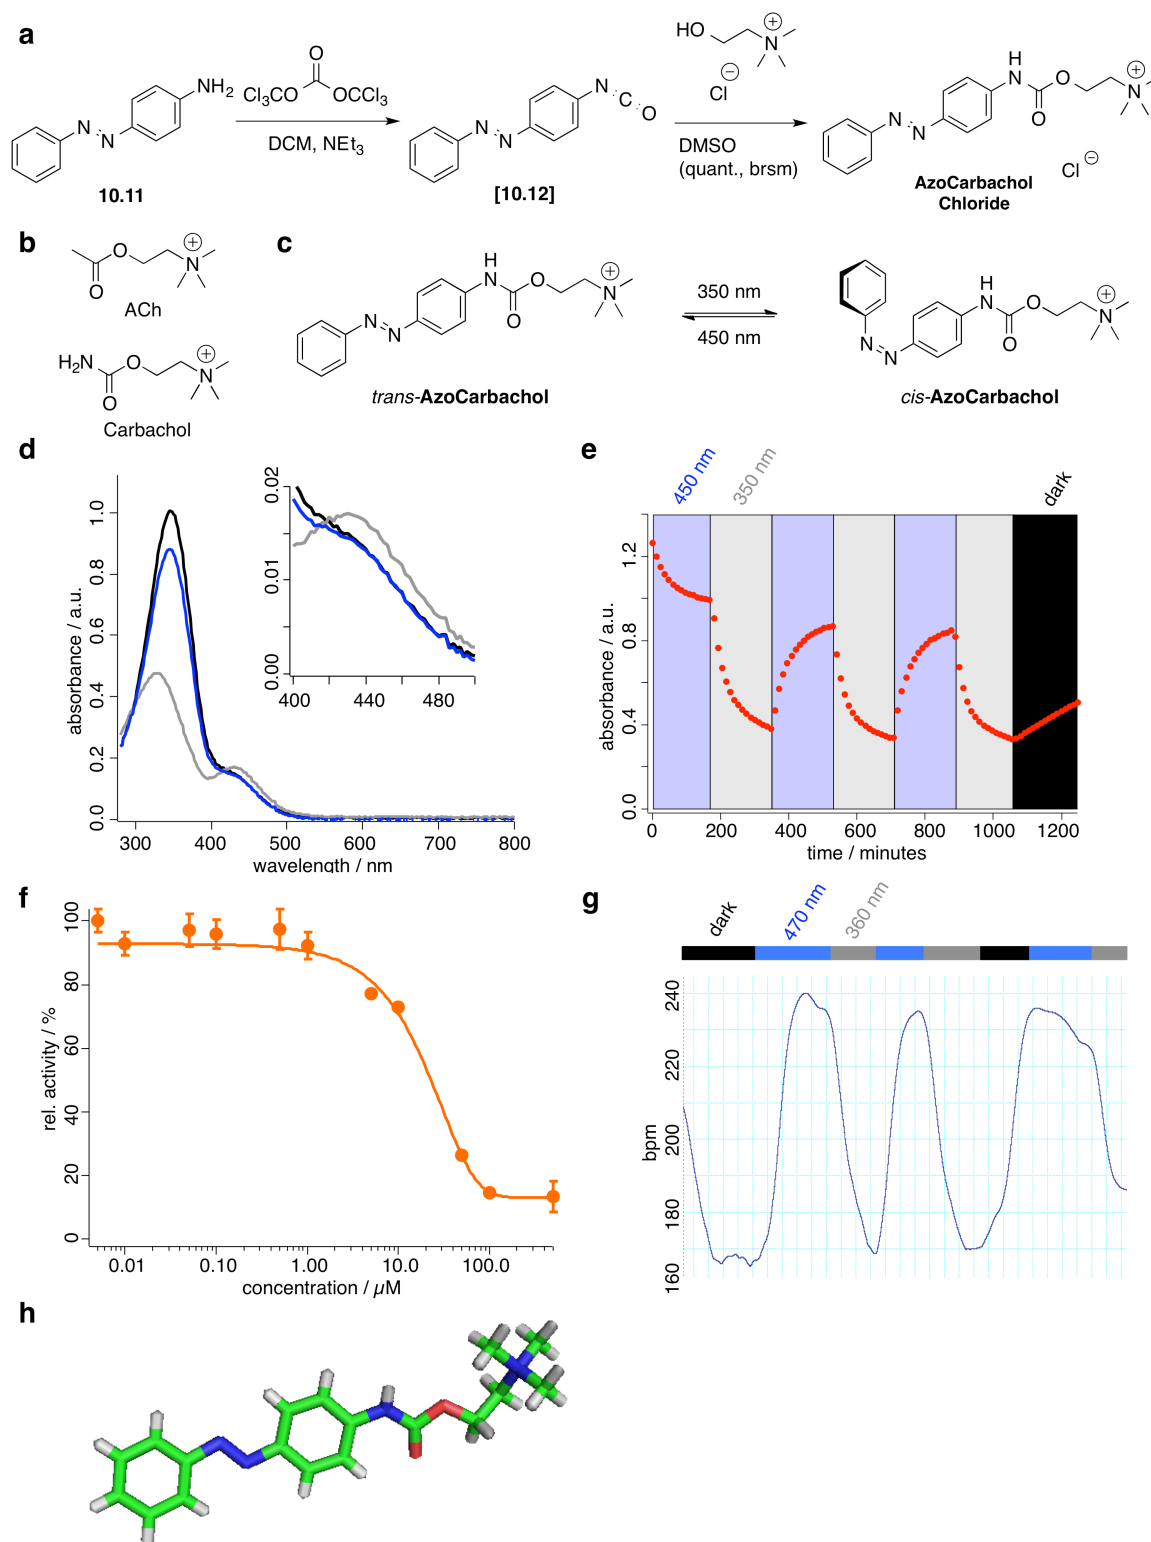 a
NH2
N
N
10.11
O
Cl3CO
OCCl3
DCM, NEt3
N
C
O
N
N
[10.12]
HO
N
+
Cl
−
DMSO
(quant., brsm)
H
N
O
O
N
+
N
N
Cl
−
AzoCarbachol
Chloride
b
O
O
N
+
ACh
H2N
O
O
N
+
Carbachol
c
H
N
O
O
N
+
N
N
trans-AzoCarbachol
350 nm
450 nm
H
N
O
O
N
+
N
N
cis-AzoCarbachol
d
absorbance / a.u.
0.0 0.2 0.4 0.6 0.8 1.0
300 400 500 600 700 800
wavelength / nm
0.00 0.01 0.02
400 440 480
e
450 nm
350 nm
dark
absorbance / a.u.
0.0 0.4 0.8 1.2
0 200 400 600 800 1000 1200
time / minutes
f
rel. activity / %
0 20 40 60 80 100
0.01 0.10 1.00 10.0 100.0
concentration / µM
g
dark
470 nm
360 nm
bpm
160 180 200 220 240
h